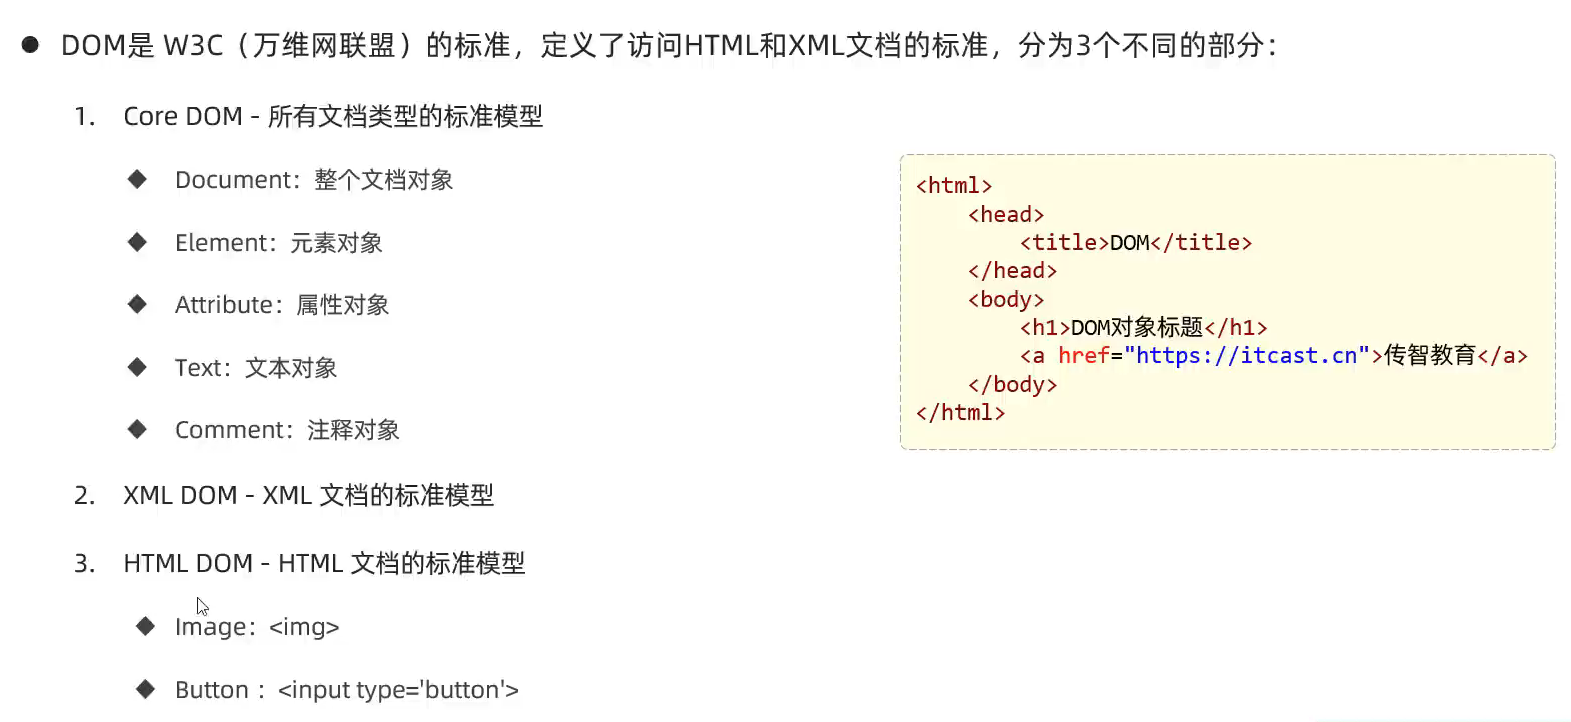 DOM是 W3C（万维网联盟）的标准，定义了访问HTML和XML文档的标准，分为3个不同的部分：
1. Core DOM - 所有文档类型的标准模型
Document：整个文档对象
Element：元素对象
Attribute：属性对象
Text：文本对象
Comment：注释对象
2. XML DOM - XML 文档的标准模型
3. HTML DOM - HTML 文档的标准模型
Image：<img>
Button ：<input type='button'>
<html>
<head>
<title>DOM</title>
</head>
<body>
<h1>DOM对象标题</h1>
<a href="https://itcast.cn">传智教育</a>
</body>
</html>